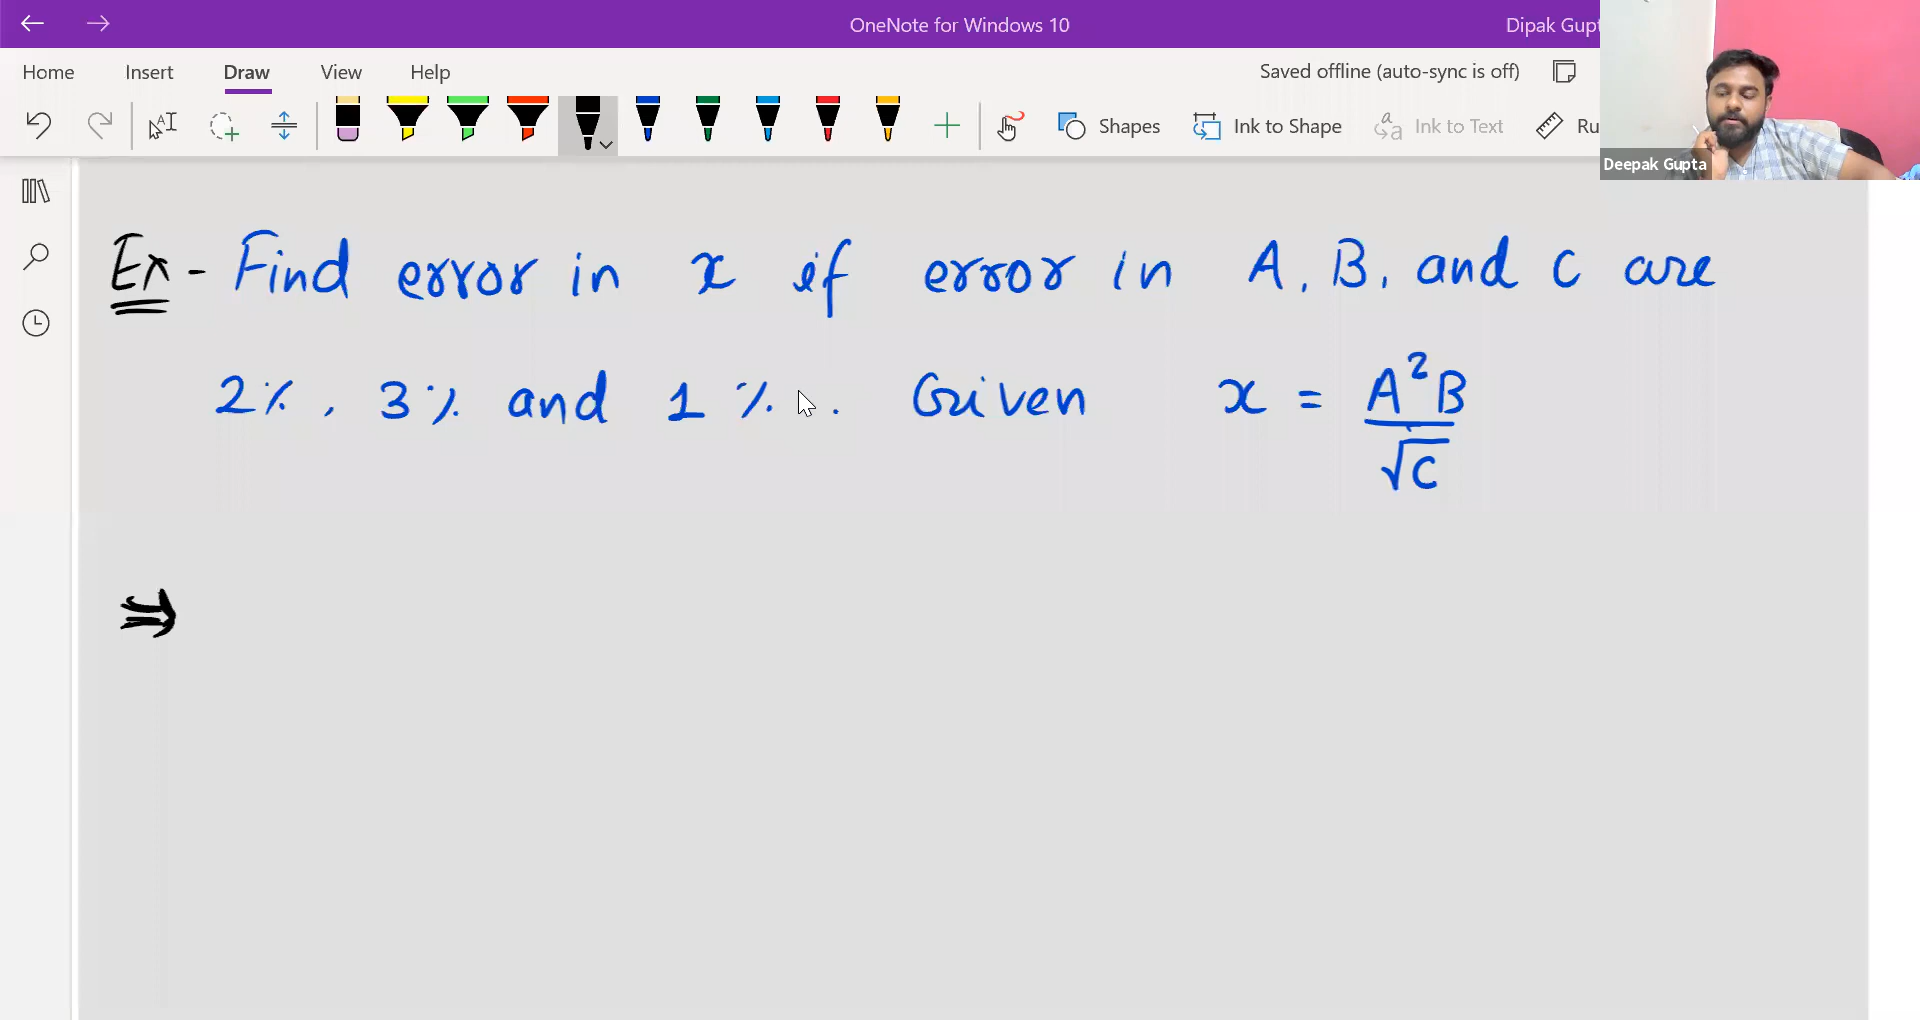 OneNote for Windows 10
Dipak Gupt
Home Insert Draw View Help
Saved offline (auto-sync is off)
Shapes Ink to Shape Ink to Text Ru
Deepak Gupta
Ex - Find error in x if error in A, B, and C are
2%, 3% and 1%. Given x = A²B
√C
⇒